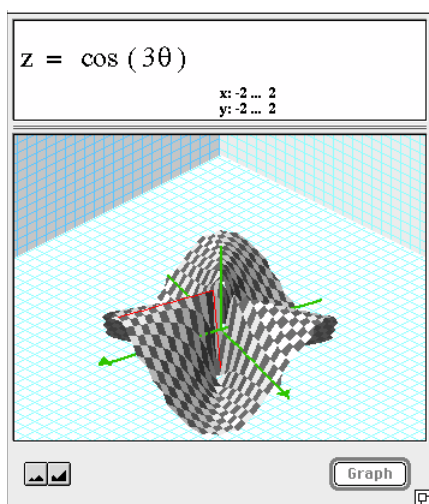 z = cos (3θ)
x: -2 ... 2
y: -2 ... 2
Graph